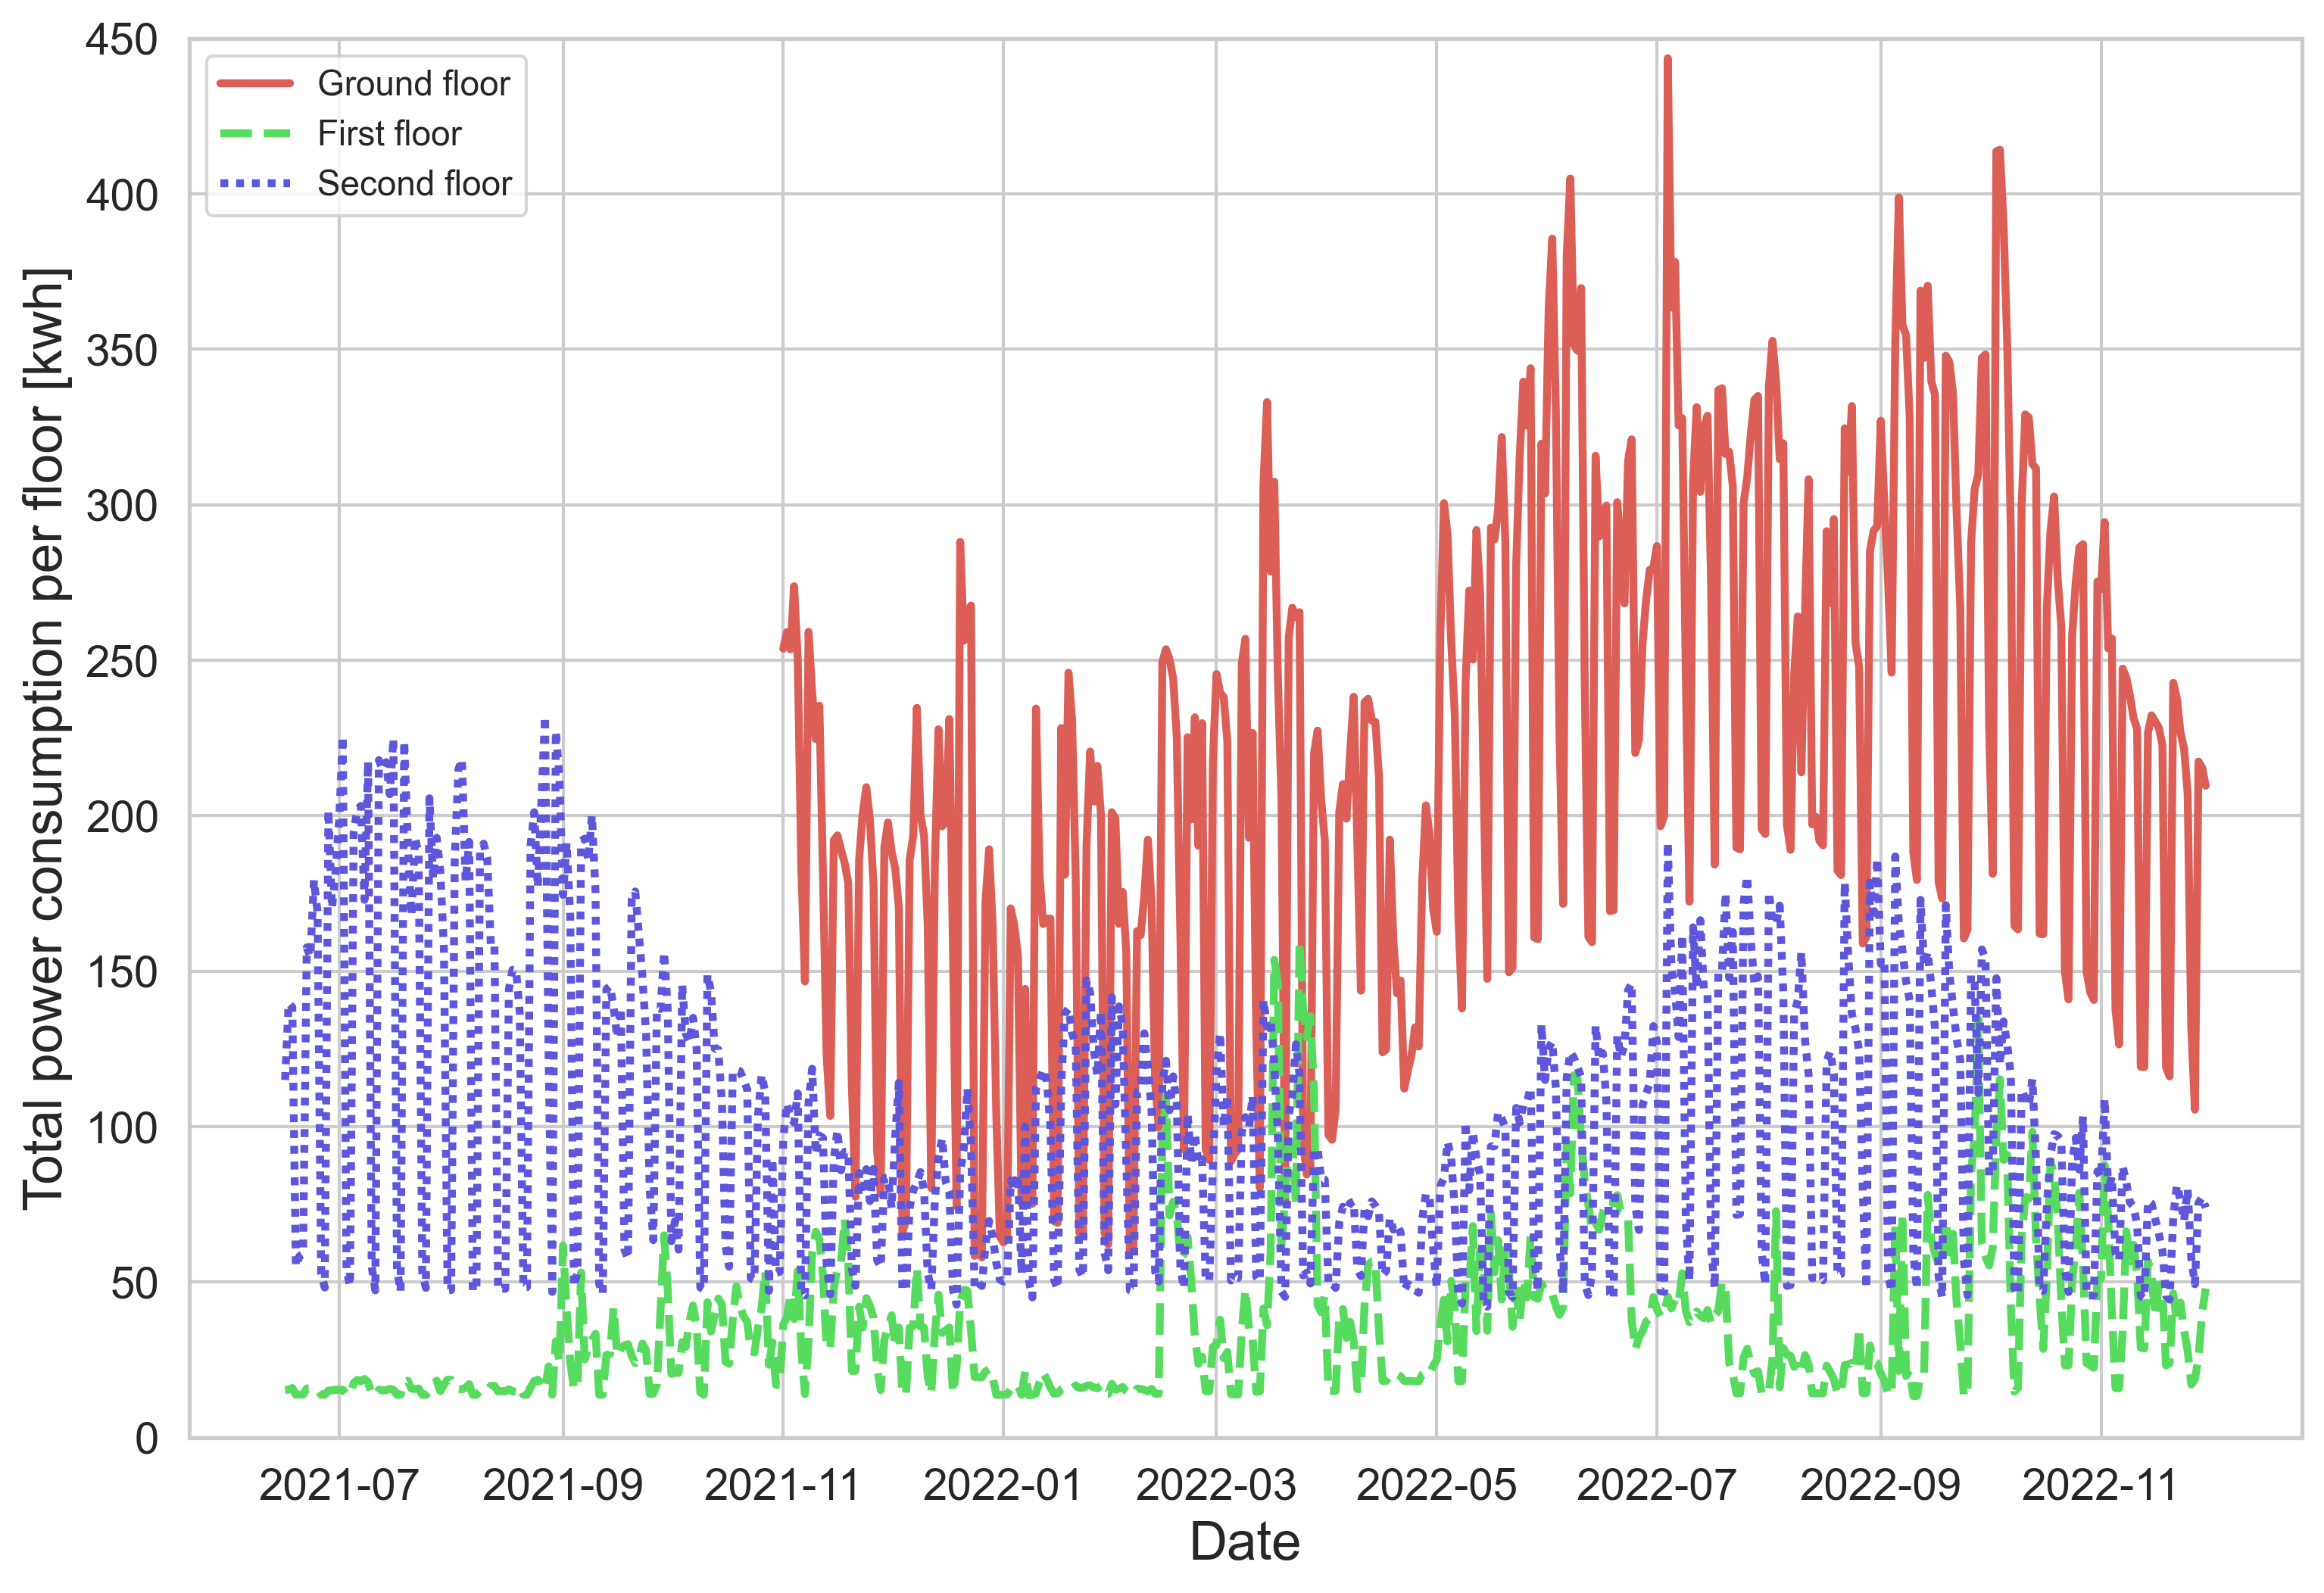 Total power consumption per floor [kwh]
450
400
350
300
250
200
150
100
50
0
Ground floor
First floor
Second floor
2021-07 2021-09 2021-11 2022-01 2022-03 2022-05 2022-07 2022-09 2022-11
Date